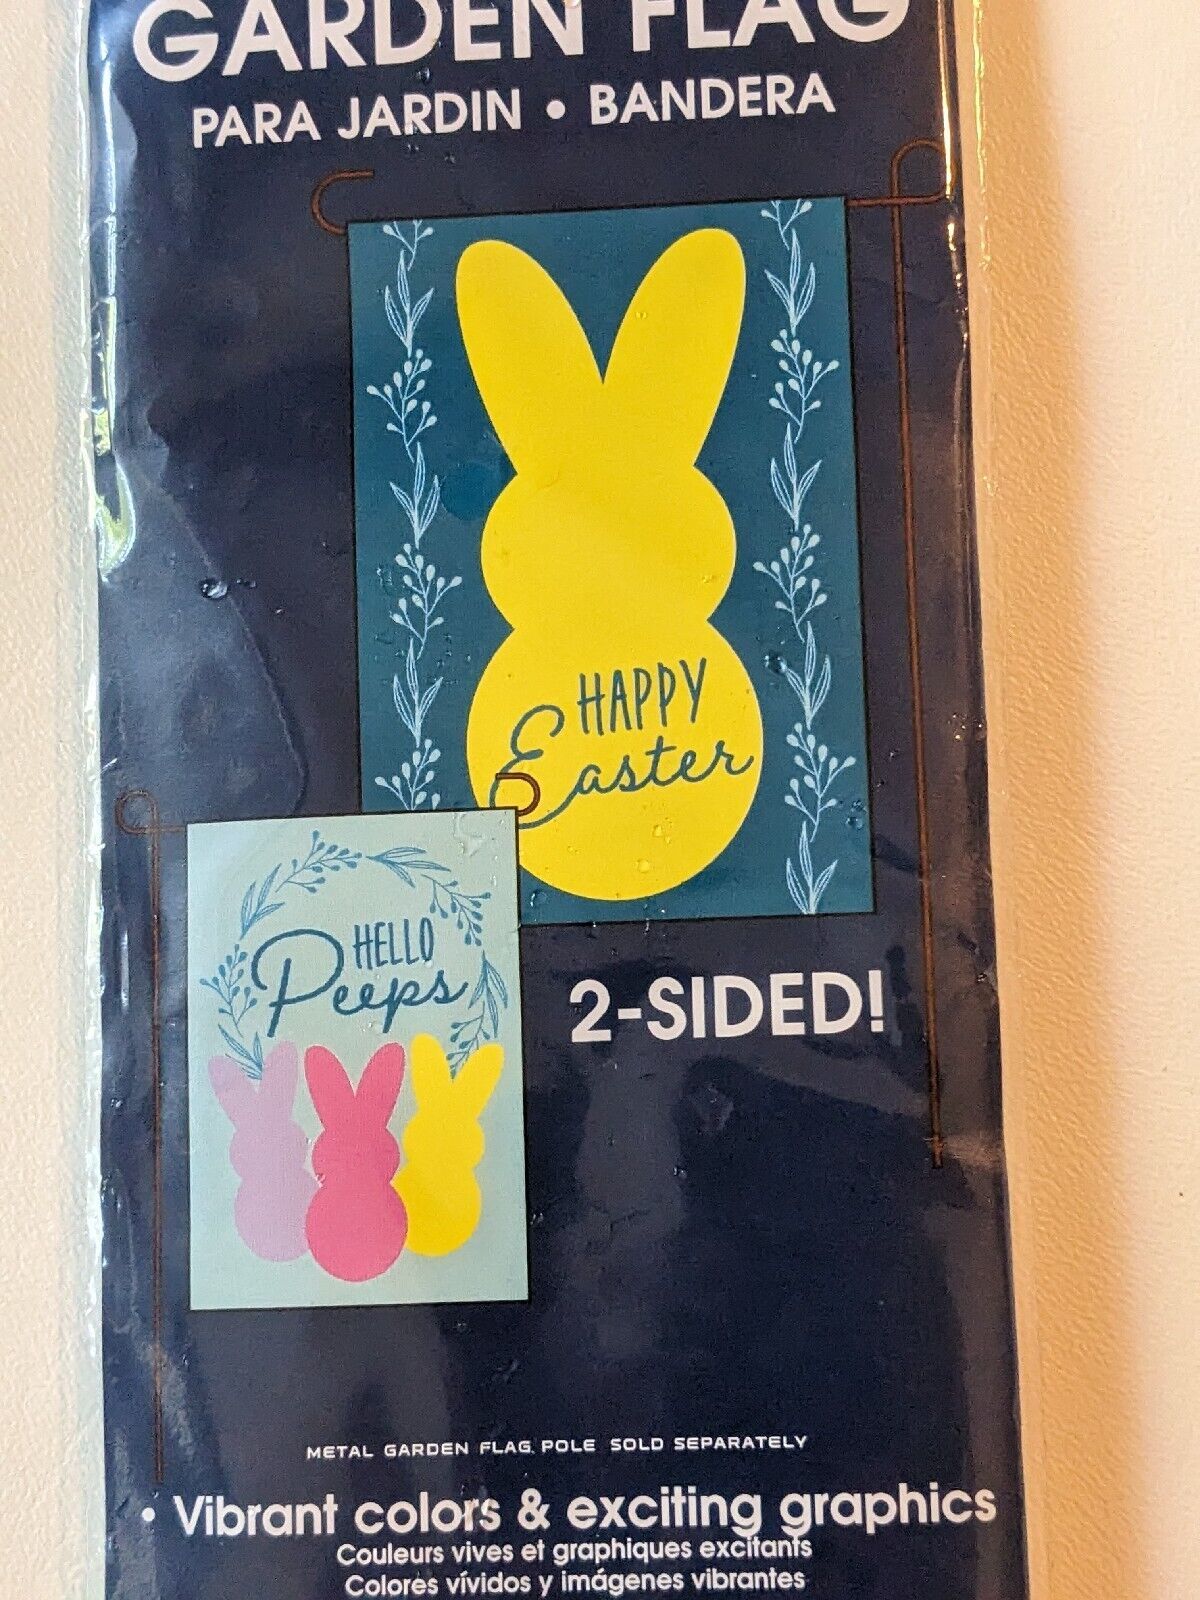 GARDEN FLAG
PARA JARDIN • BANDERA
HAPPY
Easter
HELLO
Peeps
2-SIDED!
METAL GARDEN FLAG POLE SOLD SEPARATELY
• Vibrant colors & exciting graphics
Couleurs vives et graphiques excitants
Colores vívidos y imágenes vibrantes